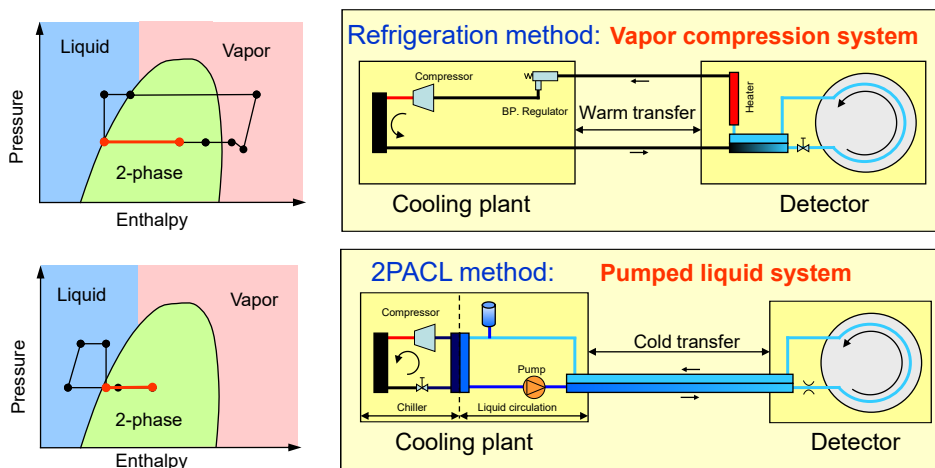 Refrigeration method: Vapor compression system
Liquid
Vapor
2-phase
Pressure
Enthalpy
Compressor
W
BP. Regulator
Warm transfer
Heater
Cooling plant
Detector
2PACL method: Pumped liquid system
Liquid
Vapor
2-phase
Pressure
Enthalpy
Compressor
Pump
Cold transfer
Chiller
Liquid circulation
Cooling plant
Detector